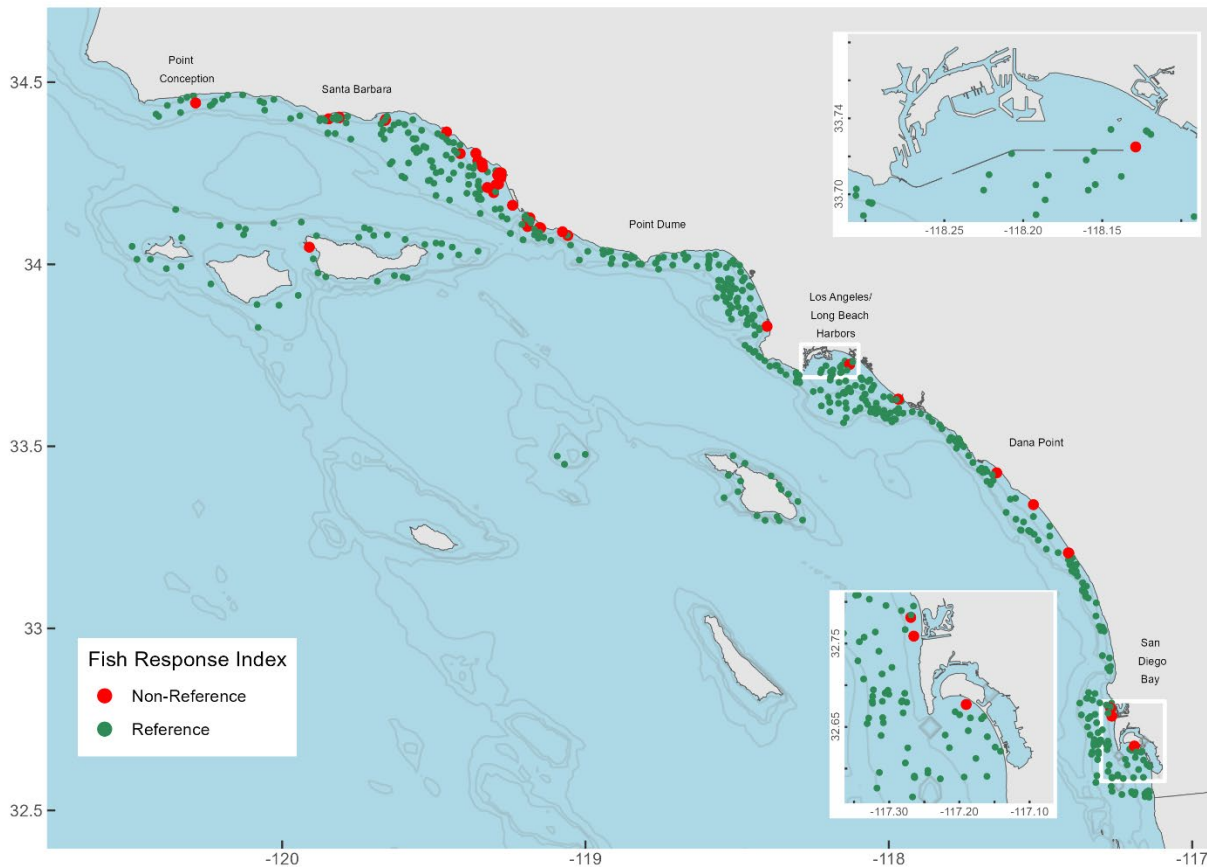 Point
Conception
Santa Barbara
Point Dume
Los Angeles/
Long Beach
Harbors
Dana Point
San
Diego
Bay
34.5
34
33.5
33
32.5
-120
-119
-118
-117
33.74
33.70
-118.25
-118.20
-118.15
32.75
32.65
-117.30
-117.20
-117.10
Fish Response Index
Non-Reference
Reference